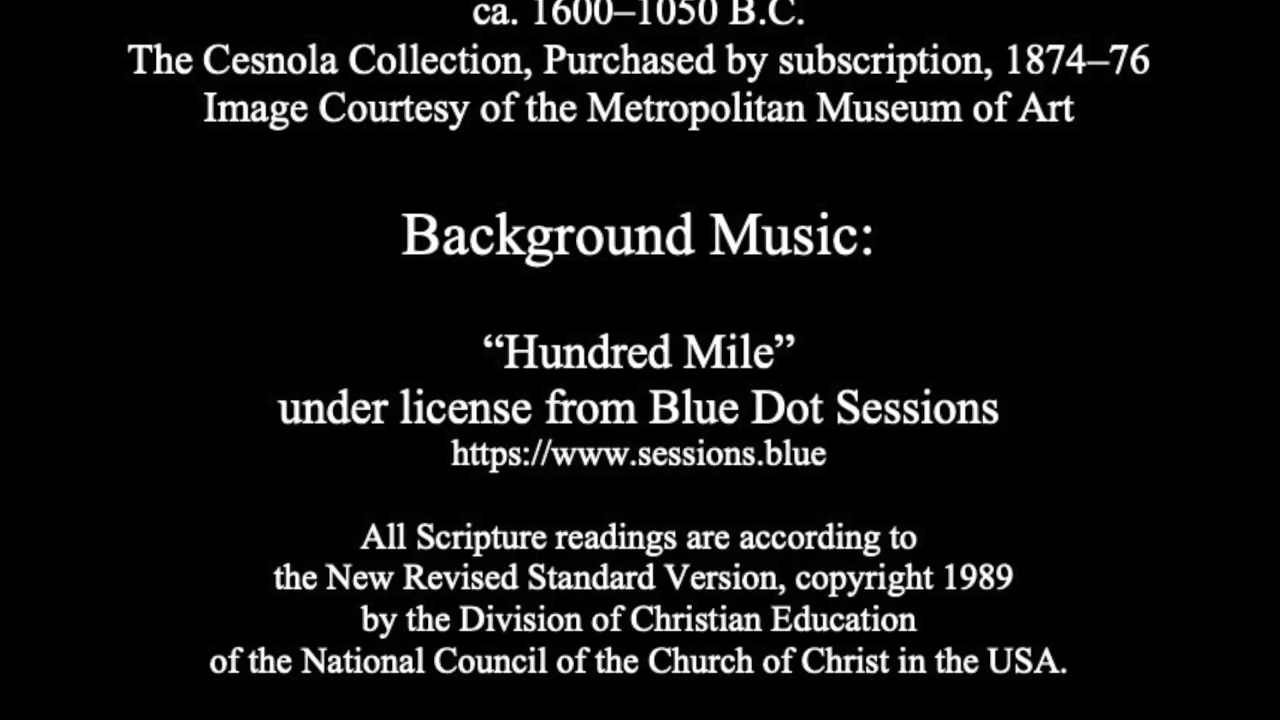 ca. 1600–1050 B.C.
The Cesnola Collection, Purchased by subscription, 1874–76
Image Courtesy of the Metropolitan Museum of Art
Background Music:
“Hundred Mile”
under license from Blue Dot Sessions
https://www.sessions.blue
All Scripture readings are according to
the New Revised Standard Version, copyright 1989
by the Division of Christian Education
of the National Council of the Church of Christ in the USA.